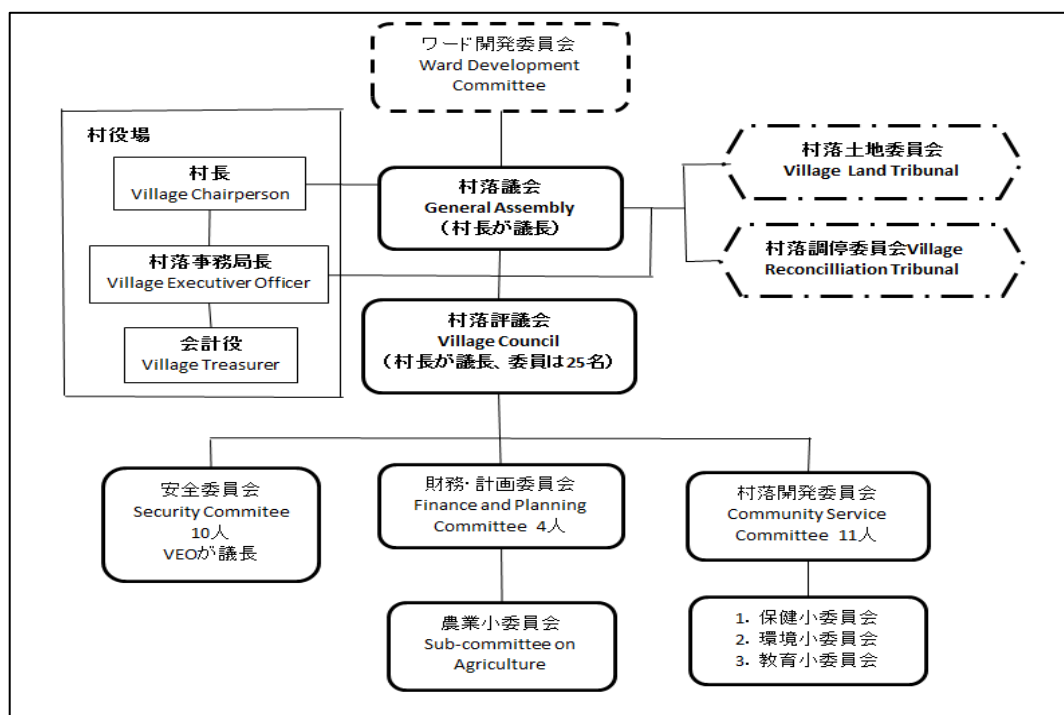 ワード開発委員会
Ward Development
Committee
村役場
村長
Village Chairperson
村落議会
General Assembly
(村長が議長)
村落土地委員会
Village Land Tribunal
村落調停委員会Village
Reconcilliation Tribunal
村落事務局長
Village Executiver Officer
会計役
Village Treasurer
村落評議会
Village Council
(村長が議長、委員は25名)
安全委員会
Security Commitee
10人
VEOが議長
財務・計画委員会
Finance and Planning
Committee 4人
村落開発委員会
Community Service
Committee 11人
農業小委員会
Sub-committee on
Agriculture
1. 保健小委員会
2. 環境小委員会
3. 教育小委員会